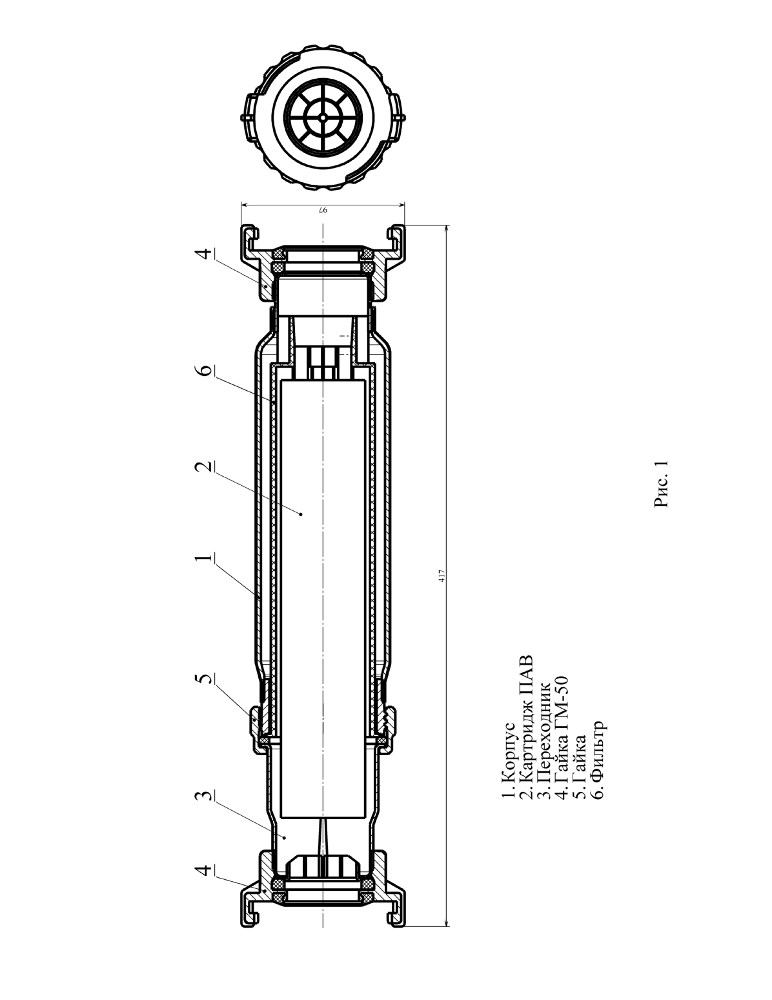 4 3 5 1 2 6 4
97
417
1. Корпус
2. Картридж ПАВ
3. Переходник
4. Гайка ГМ-50
5. Гайка
6. Фильтр
Рис. 1